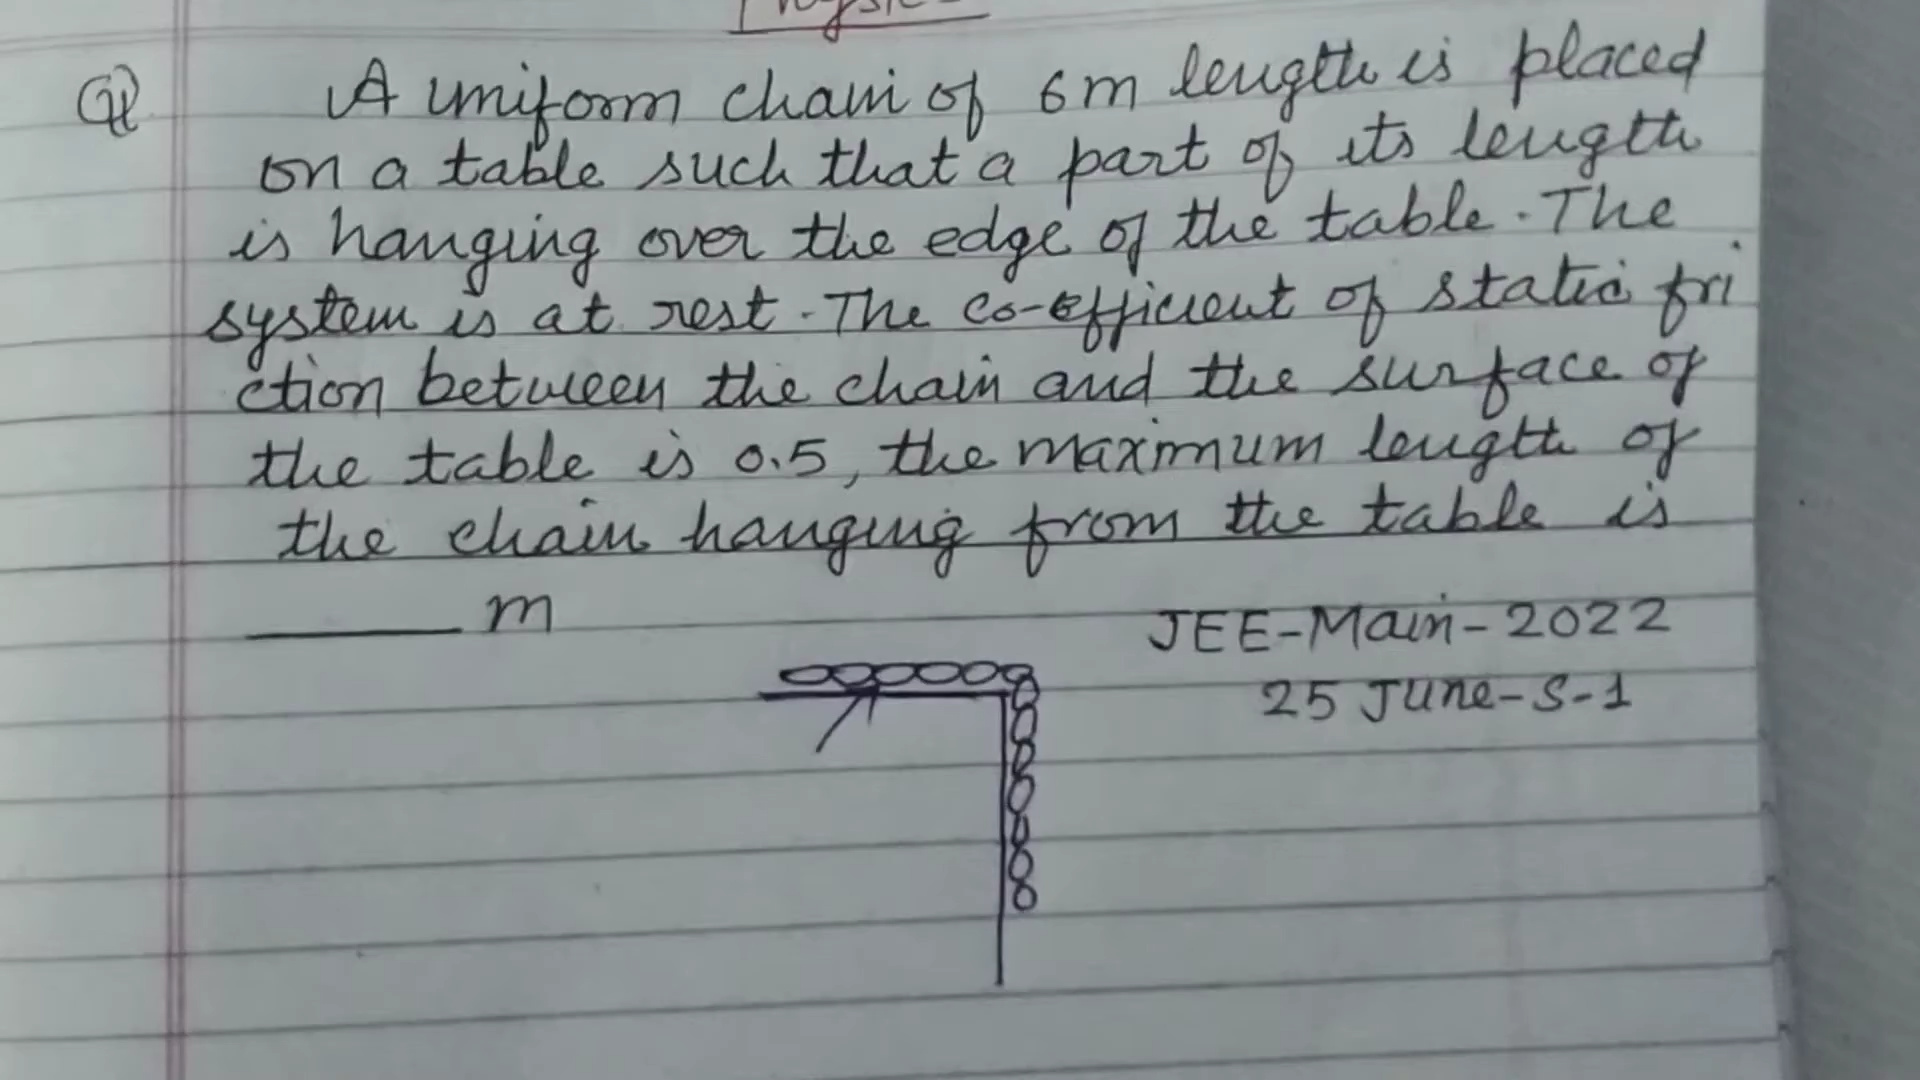 Physics
Q A uniform chain of 6m length is placed
on a table such that a part of its length
is hanging over the edge of the table. The
system is at rest. The co-efficient of static fri
ction between the chain and the surface of
the table is 0.5, the maximum length of
the chain hanging from the table is
_____ m
JEE-Main-2022
25 June-S-1